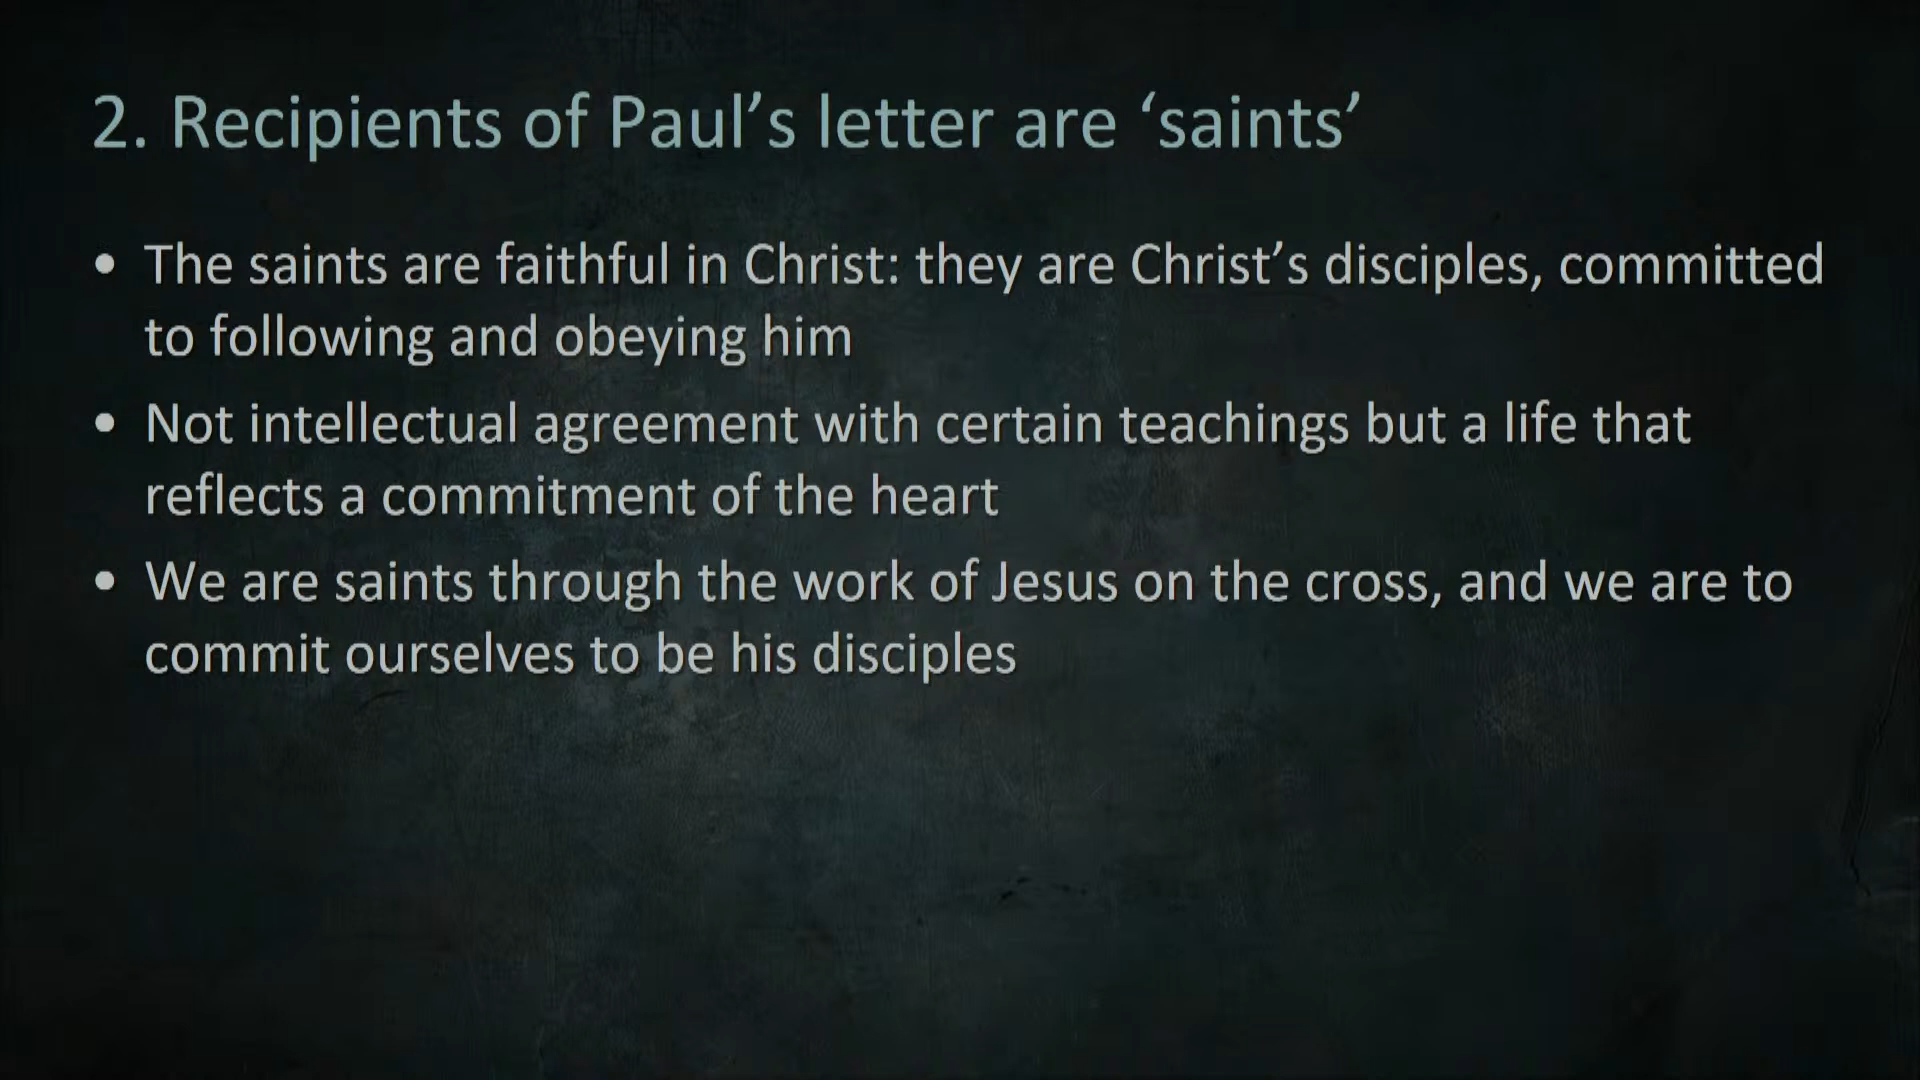 2. Recipients of Paul’s letter are ‘saints’
• The saints are faithful in Christ: they are Christ’s disciples, committed
to following and obeying him
• Not intellectual agreement with certain teachings but a life that
reflects a commitment of the heart
• We are saints through the work of Jesus on the cross, and we are to
commit ourselves to be his disciples